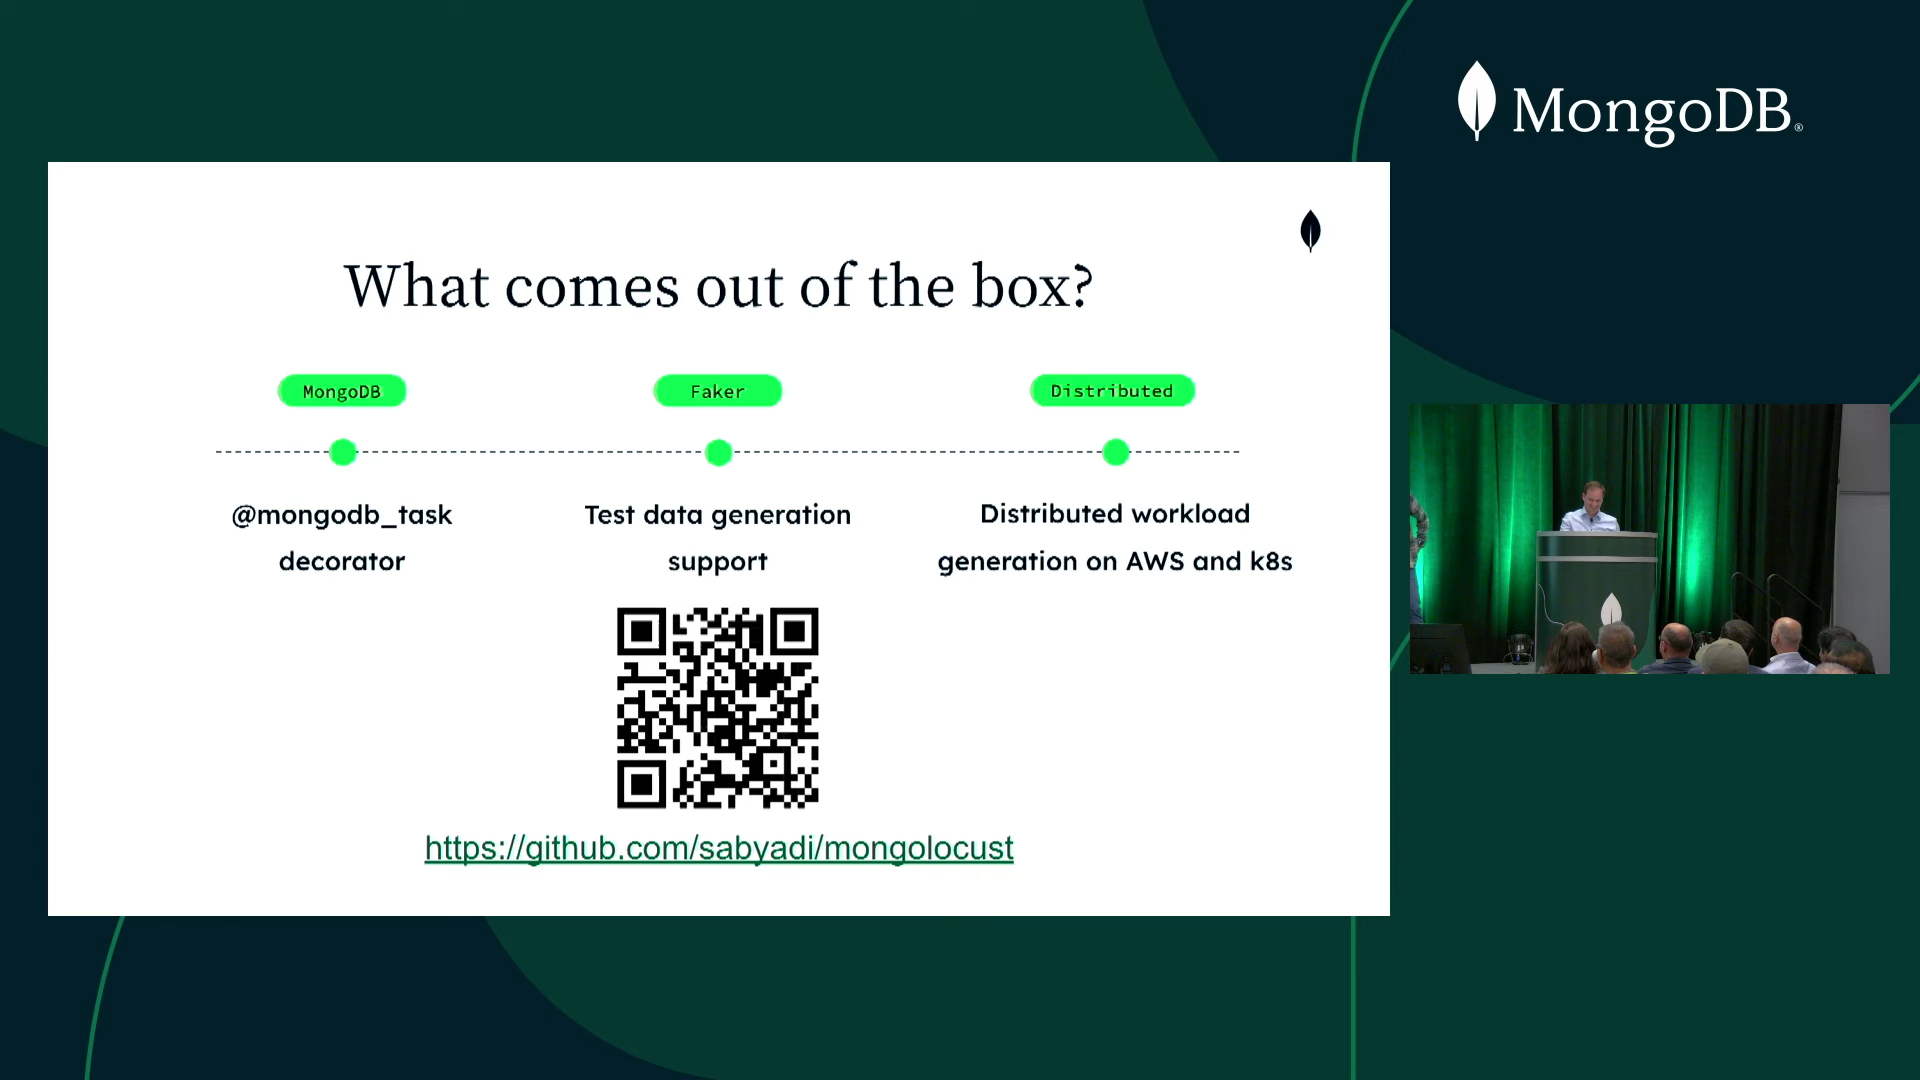 MongoDB®
What comes out of the box?
MongoDB
Faker
Distributed
@mongodb_task
decorator
Test data generation
support
Distributed workload
generation on AWS and k8s
https://github.com/sabyadi/mongolocust